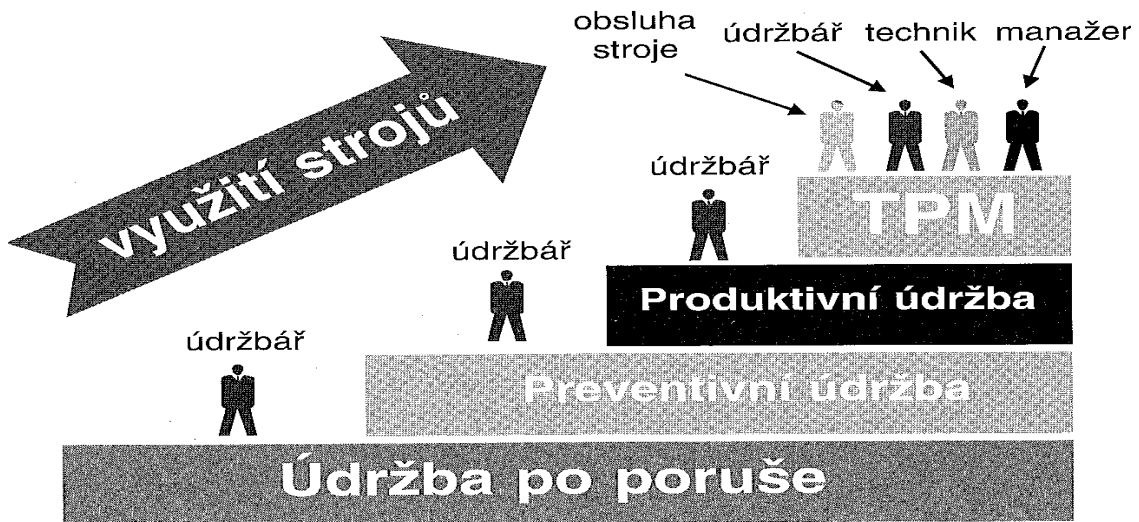 obsluha
stroje
údržbář technik manažer
využití strojů
údržbář
TPM
údržbář
Produktivní údržba
údržbář
Preventivní údržba
Údržba po poruše